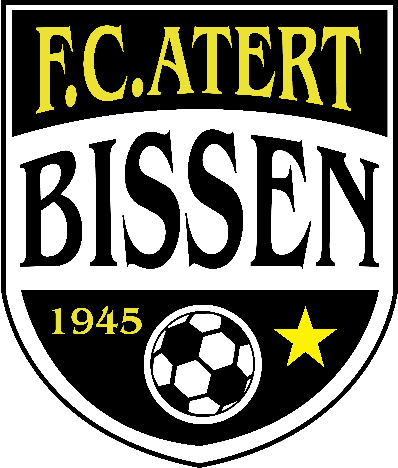 F.C.ATERT
BISSEN
1945